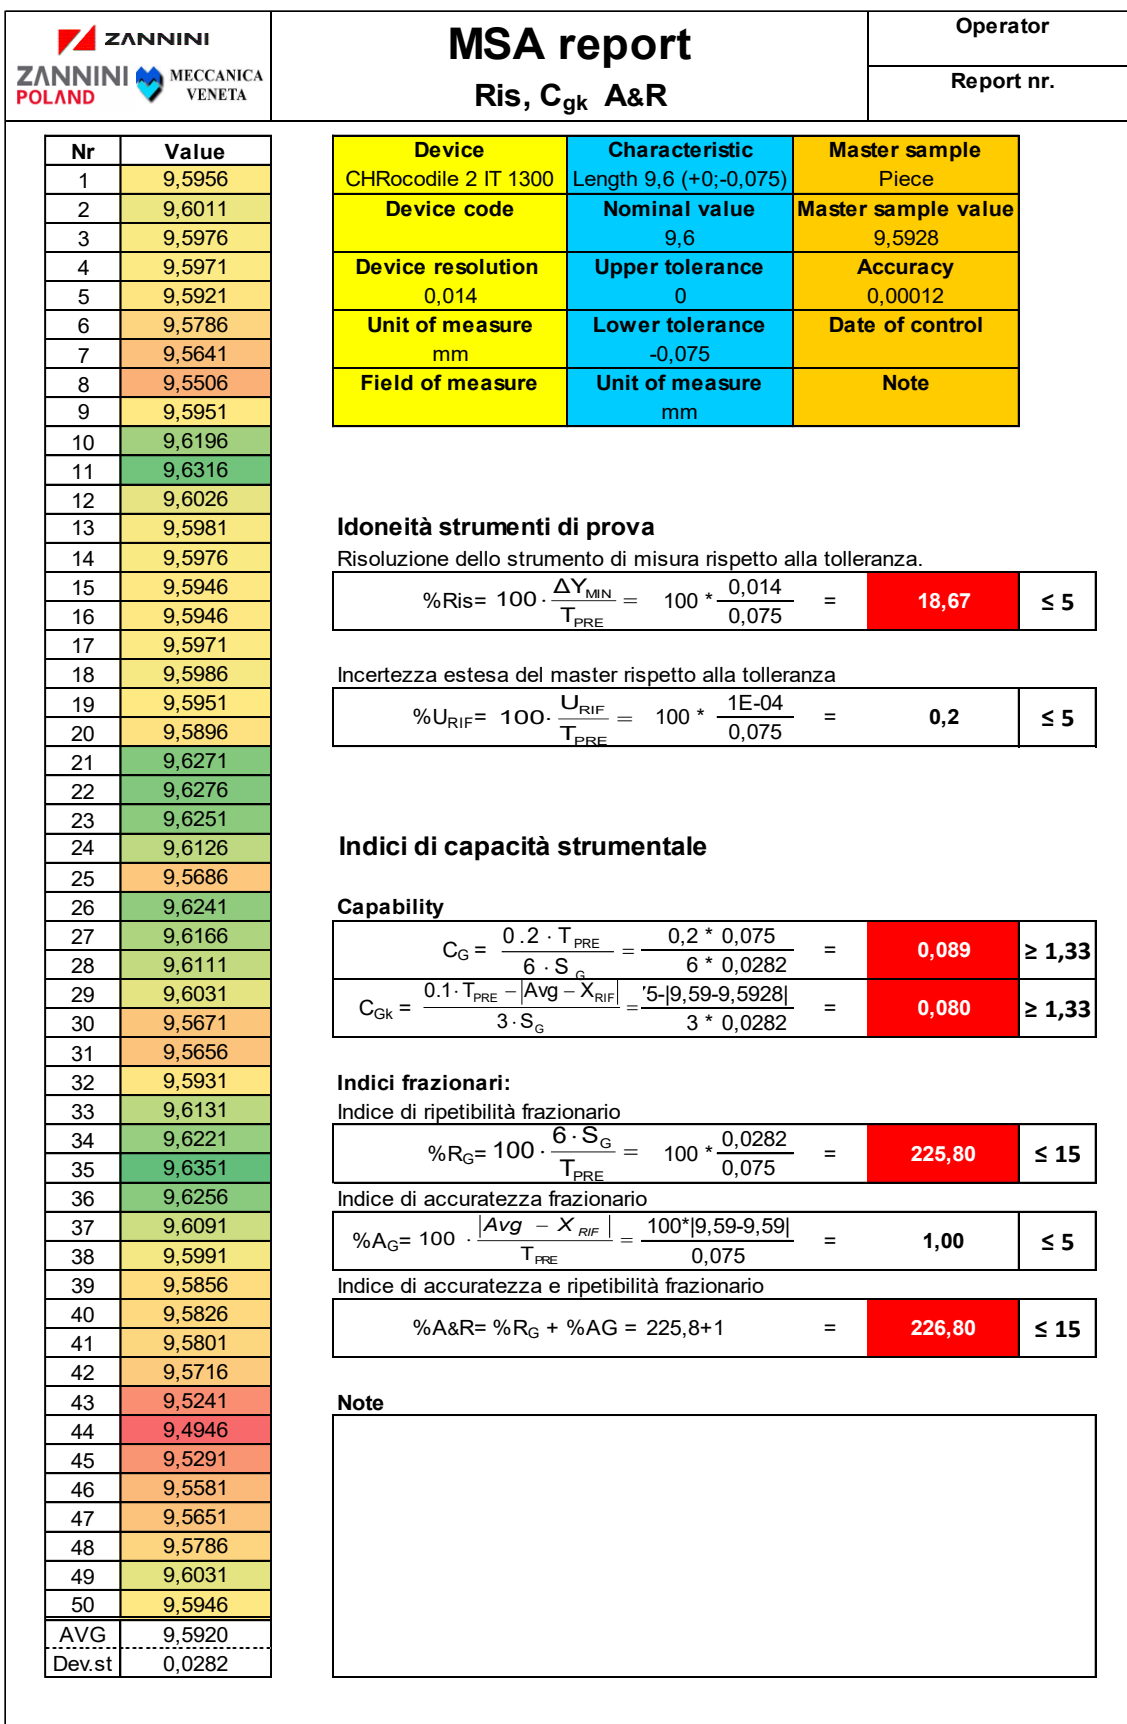 ZANNINI
ZANNINI POLAND
MECCANICA VENETA
MSA report
Ris, Cgk A&R
Operator
Report nr.
Nr Value
1 9,5956
2 9,6011
3 9,5976
4 9,5971
5 9,5921
6 9,5786
7 9,5641
8 9,5506
9 9,5951
10 9,6196
11 9,6316
12 9,6026
13 9,5981
14 9,5976
15 9,5946
16 9,5946
17 9,5971
18 9,5986
19 9,5951
20 9,5896
21 9,6271
22 9,6276
23 9,6251
24 9,6126
25 9,5686
26 9,6241
27 9,6166
28 9,6111
29 9,6031
30 9,5671
31 9,5656
32 9,5931
33 9,6131
34 9,6221
35 9,6351
36 9,6256
37 9,6091
38 9,5991
39 9,5856
40 9,5826
41 9,5801
42 9,5716
43 9,5241
44 9,4946
45 9,5291
46 9,5581
47 9,5651
48 9,5786
49 9,6031
50 9,5946
AVG 9,5920
Dev.st 0,0282
Device Characteristic Master sample
CHRocodile 2 IT 1300 Length 9,6 (+0;-0,075) Piece
Device code Nominal value Master sample value
9,6 9,5928
Device resolution Upper tolerance Accuracy
0,014 0 0,00012
Unit of measure Lower tolerance Date of control
mm -0,075
Field of measure Unit of measure Note
mm
Idoneità strumenti di prova
Risoluzione dello strumento di misura rispetto alla tolleranza.
%Ris= 100 · ΔYMIN / TPRE = 100 * 0,014 / 0,075 = 18,67 ≤ 5
Incertezza estesa del master rispetto alla tolleranza
%URIF= 100 · URIF / TPRE = 100 * 1E-04 / 0,075 = 0,2 ≤ 5
Indici di capacità strumentale
Capability
CG = 0.2 · TPRE / 6 · SG = 0,2 * 0,075 / 6 * 0,0282 = 0,089 ≥ 1,33
CGk = 0.1 · TPRE − |Avg − XRIF| / 3 · SG = '5-|9,59-9,5928| / 3 * 0,0282 = 0,080 ≥ 1,33
Indici frazionari:
Indice di ripetibilità frazionario
%RG= 100 · 6 · SG / TPRE = 100 * 0,0282 / 0,075 = 225,80 ≤ 15
Indice di accuratezza frazionario
%AG= 100 · |Avg − XRIF| / TPRE = 100*|9,59-9,59| / 0,075 = 1,00 ≤ 5
Indice di accuratezza e ripetibilità frazionario
%A&R= %RG + %AG = 225,8+1 = 226,80 ≤ 15
Note